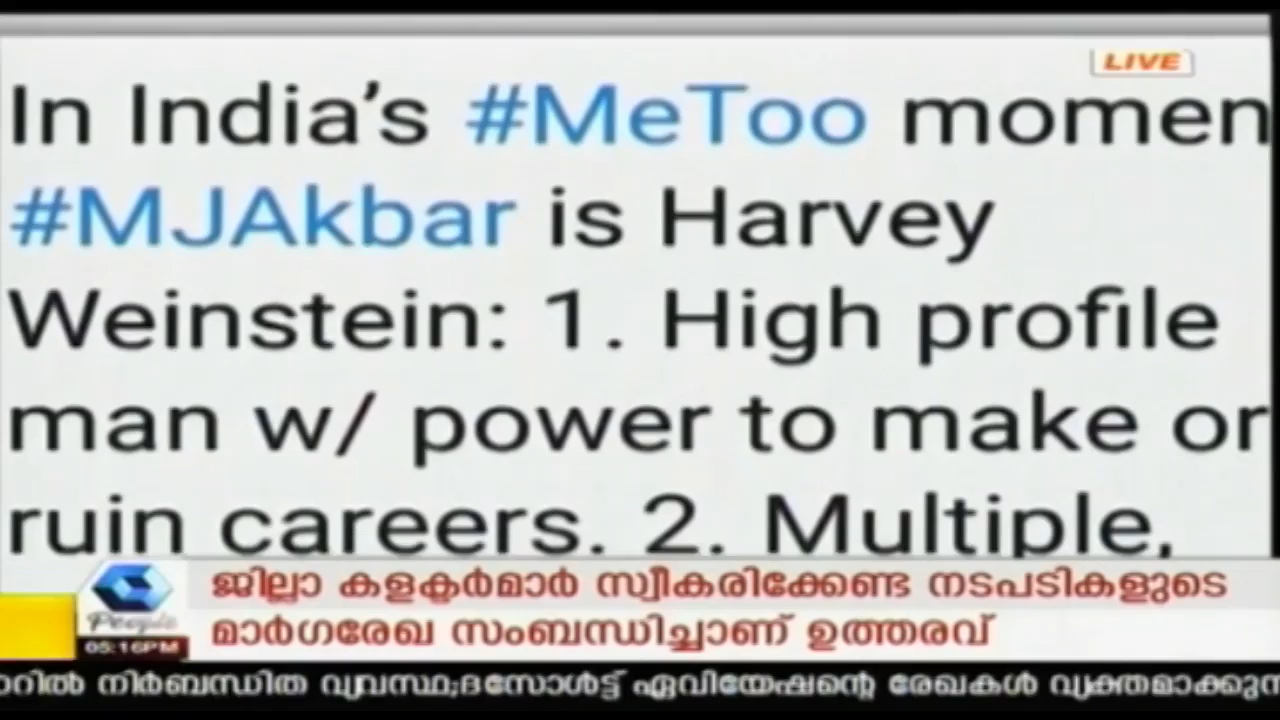 LIVE
In India's #MeToo momen
#MJAkbar is Harvey
Weinstein: 1. High profile
man w/ power to make or
ruin careers. 2. Multiple,
ജില്ലാ കളക്ടർമാർ സ്വീകരിക്കേണ്ട നടപടികളുടെ
മാർഗരേഖ സംബന്ധിച്ചാണ് ഉത്തരവ്
People
05:16PM
റിൽ നിർബന്ധിത വ്യവസ്ഥ;ദസോൾട്ട് ഏവിയേഷന്റെ രേഖകൾ വ്യക്തമാക്കുന്